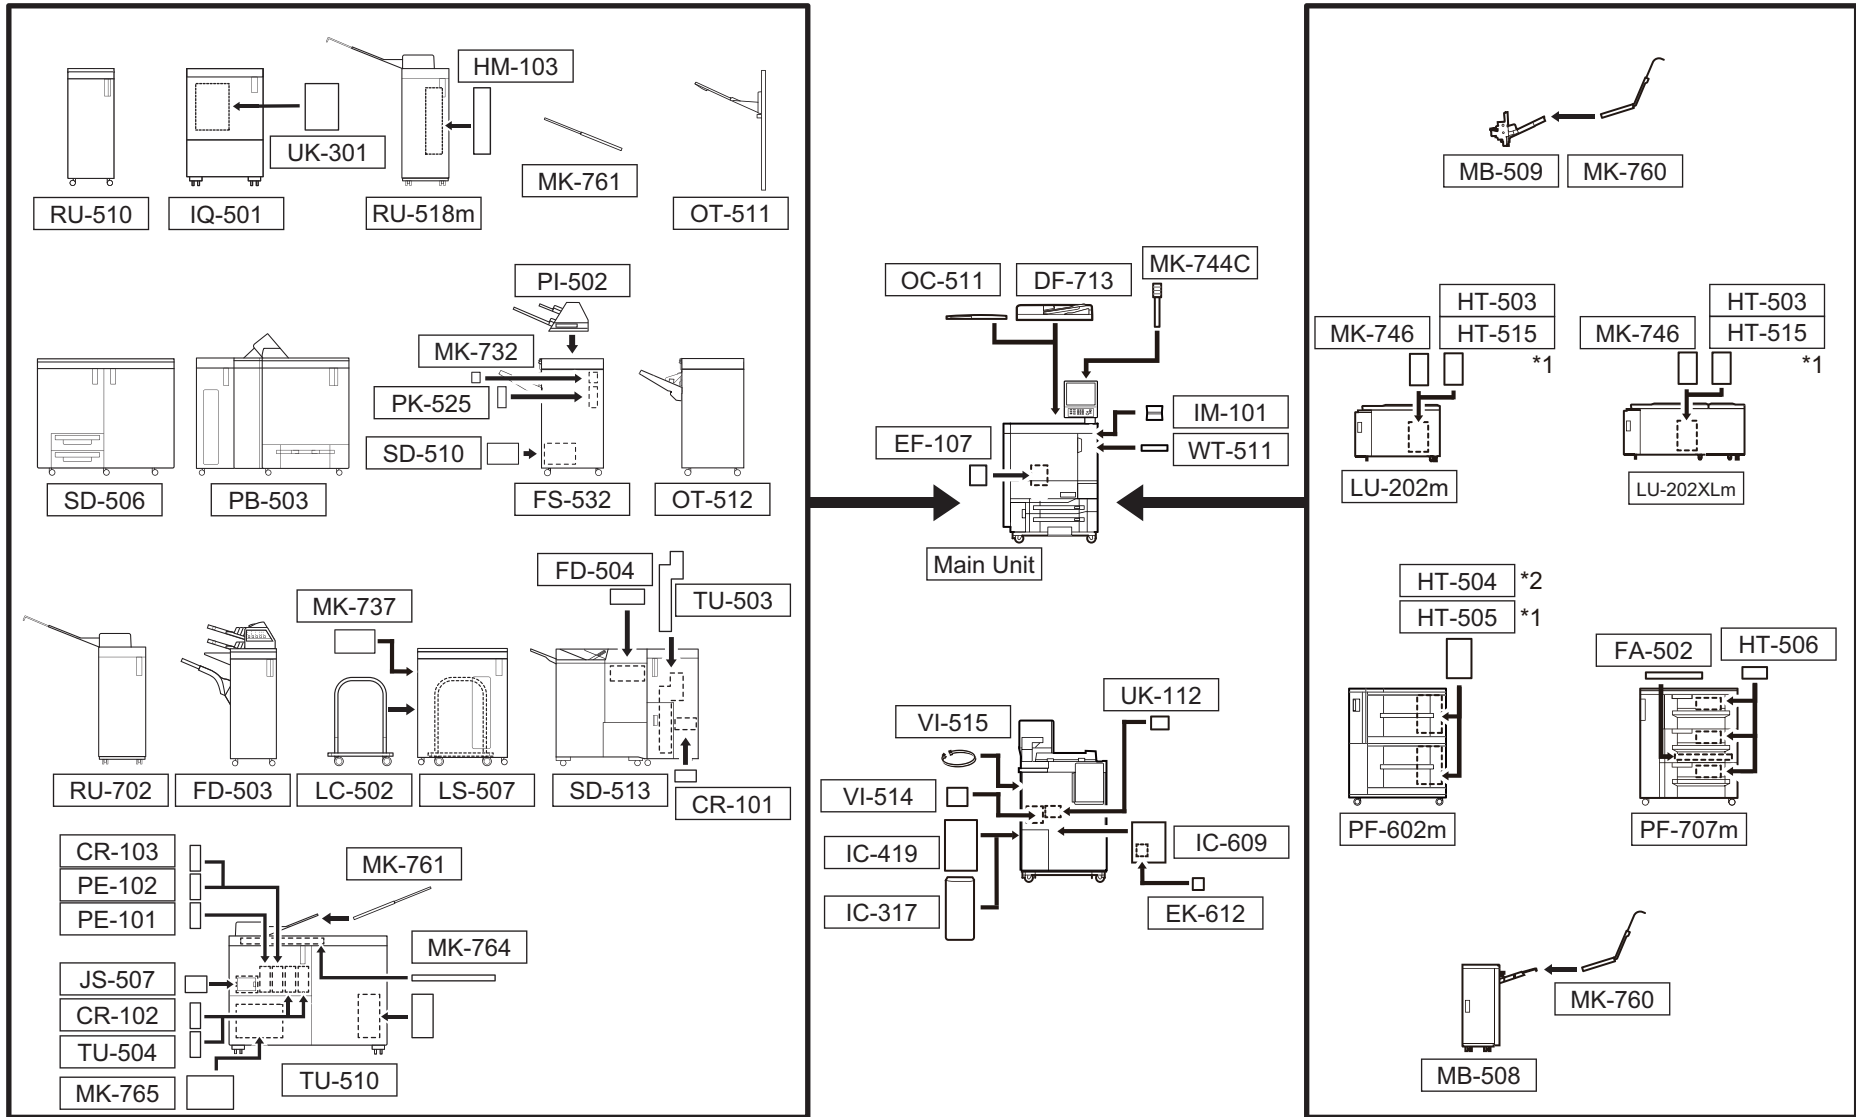 HM-103
UK-301
MK-761
RU-510
IQ-501
RU-518m
OT-511
PI-502
MK-732
PK-525
SD-510
SD-506
PB-503
FS-532
OT-512
FD-504
TU-503
MK-737
RU-702
FD-503
LC-502
LS-507
SD-513
CR-101
CR-103
PE-102
PE-101
MK-761
MK-764
JS-507
CR-102
TU-504
MK-765
TU-510
OC-511
DF-713
MK-744C
IM-101
EF-107
WT-511
Main Unit
UK-112
VI-515
VI-514
IC-419
IC-609
IC-317
EK-612
MB-509
MK-760
HT-503
MK-746
HT-515
*1
LU-202m
HT-503
MK-746
HT-515
*1
LU-202XLm
HT-504 *2
HT-505 *1
FA-502
HT-506
PF-602m
PF-707m
MK-760
MB-508